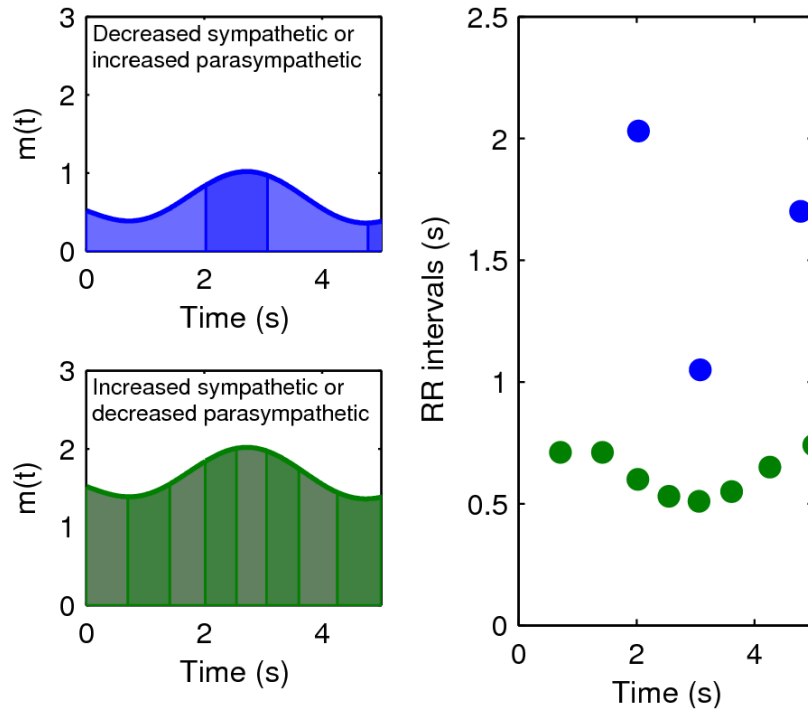 3
Decreased sympathetic or
increased parasympathetic
2
m(t)
1
0
0 2 4
Time (s)
3
Increased sympathetic or
decreased parasympathetic
2
m(t)
1
0
0 2 4
Time (s)
2.5
2
1.5
RR intervals (s)
1
0.5
0
0 2 4
Time (s)